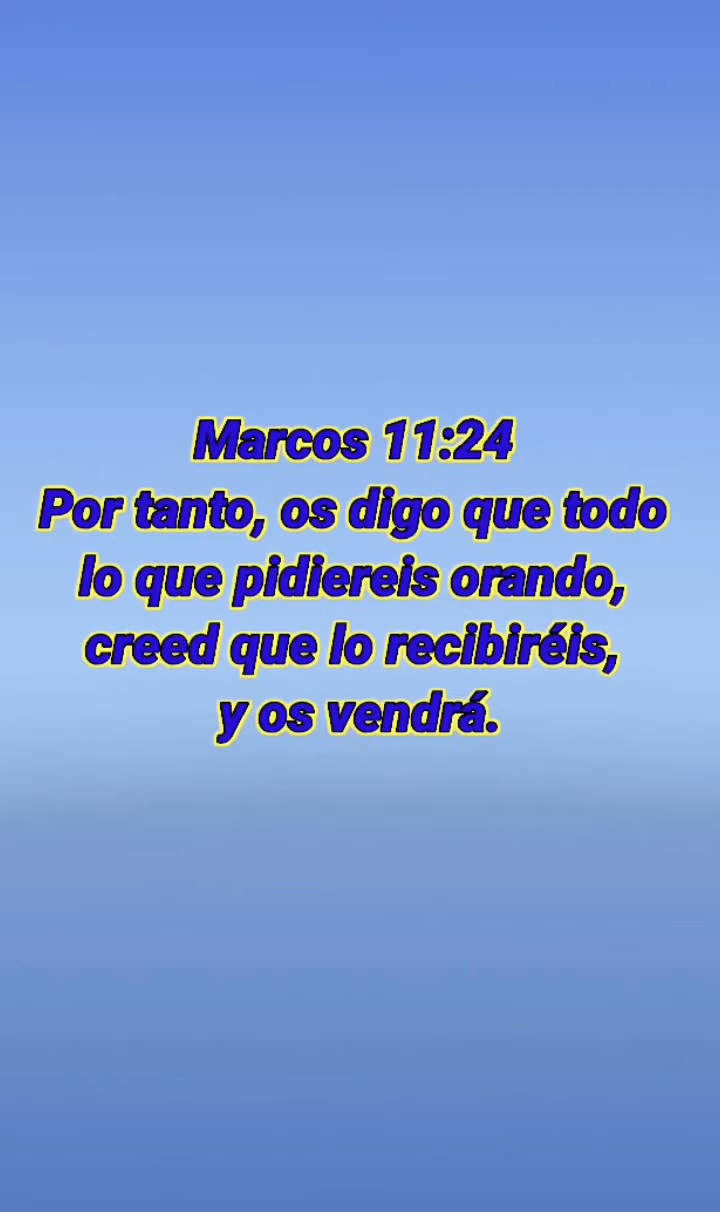 Marcos 11:24
Por tanto, os digo que todo
lo que pidiereis orando,
creed que lo recibiréis,
y os vendrá.